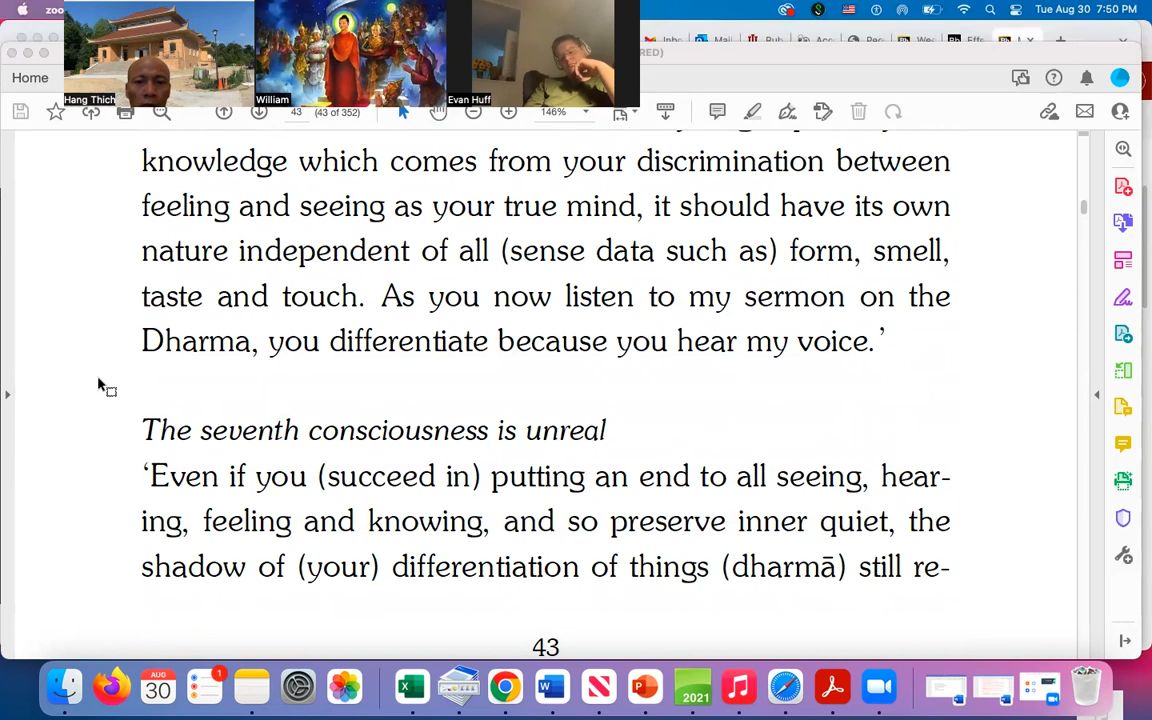 zoo
Tue Aug 30 7:50 PM
Hang Thich
William
Evan Huff
RED)
Home
43 (43 of 352)
146%
knowledge which comes from your discrimination between
feeling and seeing as your true mind, it should have its own
nature independent of all (sense data such as) form, smell,
taste and touch. As you now listen to my sermon on the
Dharma, you differentiate because you hear my voice.’
The seventh consciousness is unreal
‘Even if you (succeed in) putting an end to all seeing, hear-
ing, feeling and knowing, and so preserve inner quiet, the
shadow of (your) differentiation of things (dharmā) still re-
43
AUG
30
1
2021